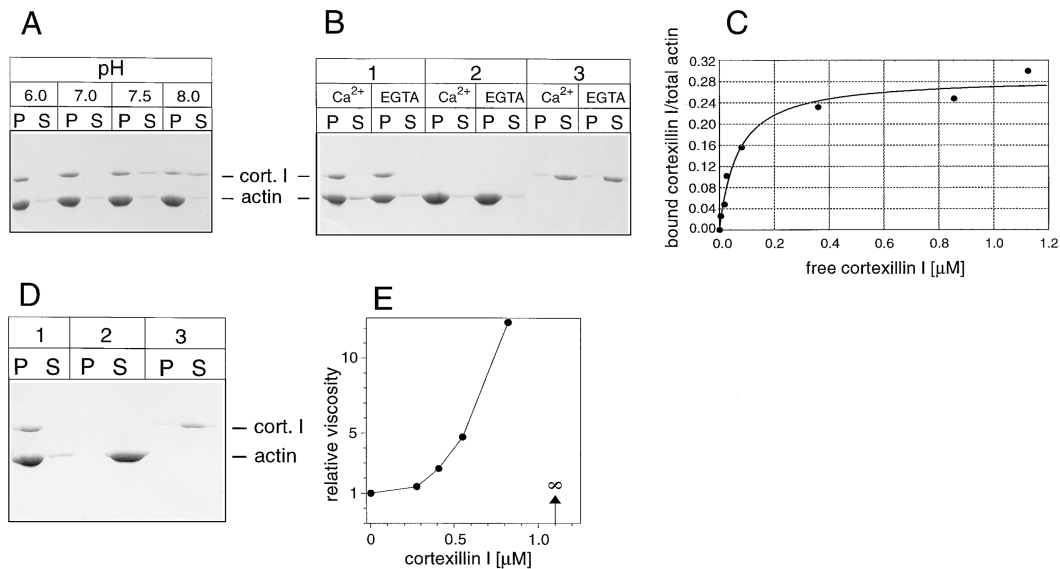 A
pH
6.0 7.0 7.5 8.0
P S P S P S P S
cort. I
actin
B
1 2 3
Ca2+ EGTA Ca2+ EGTA Ca2+ EGTA
P S P S P S P S P S P S
C
bound cortexillin I/total actin
0.32
0.28
0.24
0.20
0.16
0.12
0.08
0.04
0.00
0.0 0.2 0.4 0.6 0.8 1.0 1.2
free cortexillin I [µM]
D
1 2 3
P S P S P S
cort. I
actin
E
relative viscosity
10
5
1
∞
0 0.5 1.0
cortexillin I [µM]